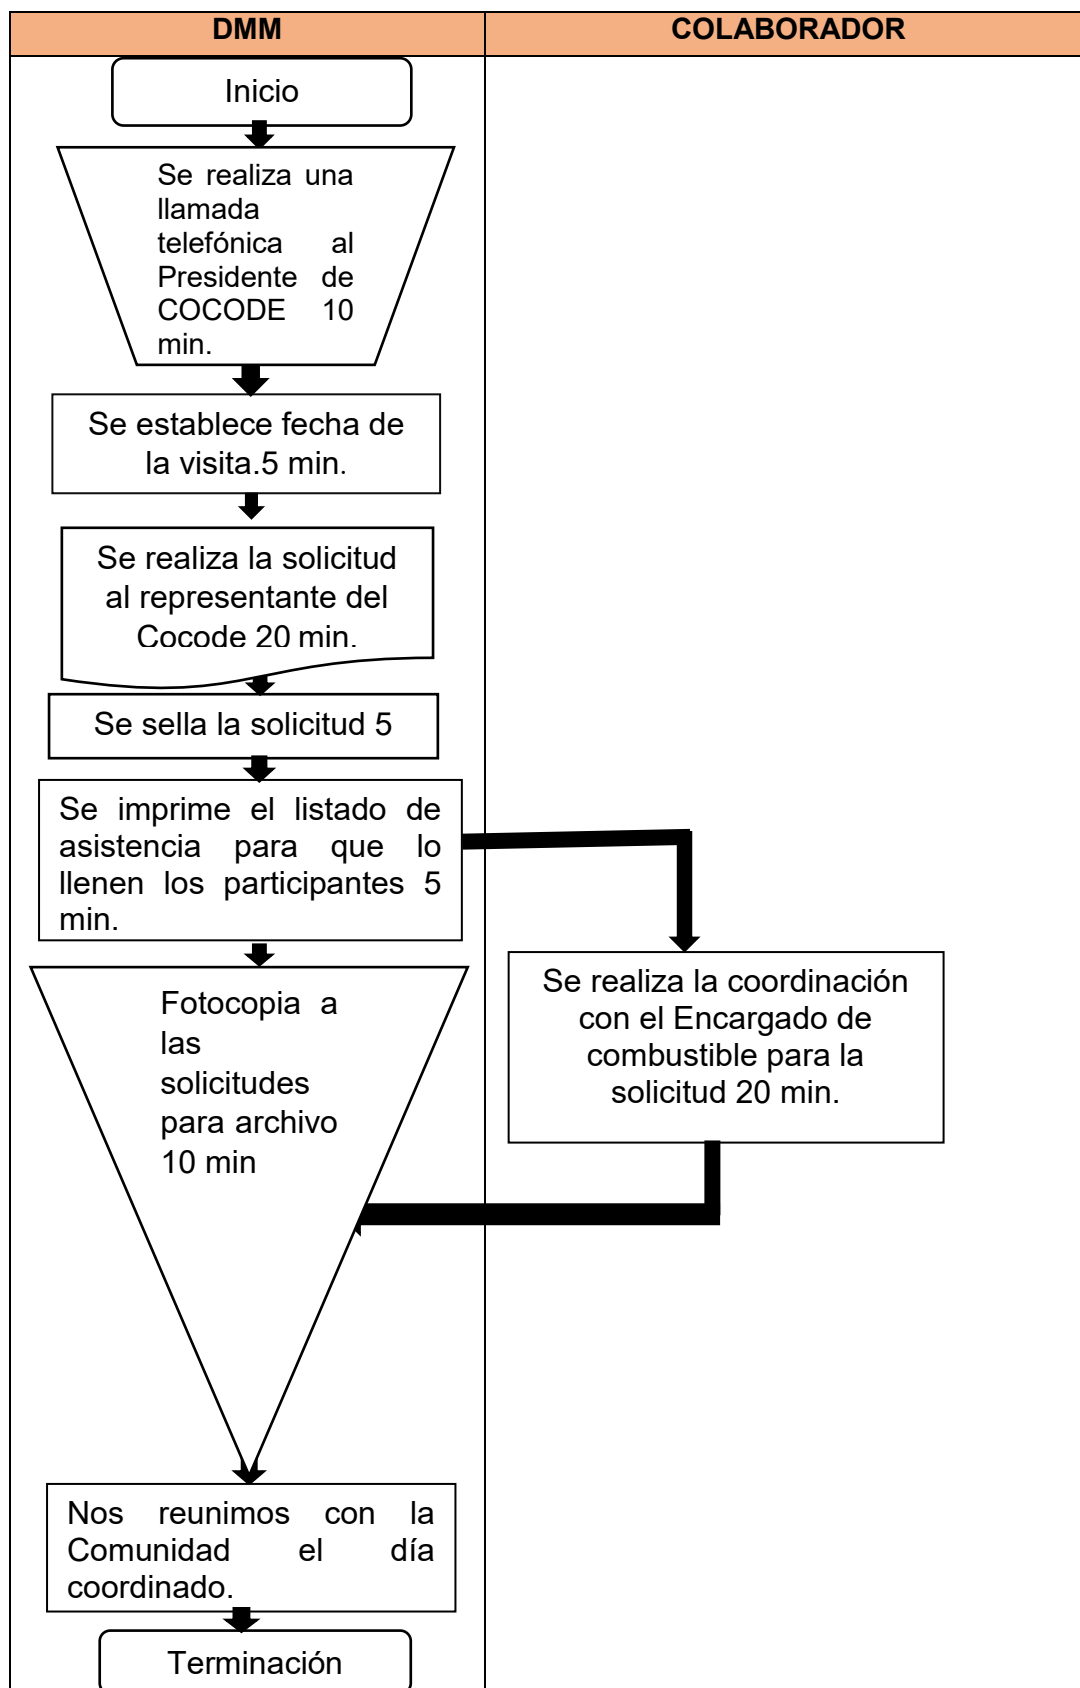 DMM
COLABORADOR
Inicio
Se realiza una
llamada
telefónica al
Presidente de
COCODE 10
min.
Se establece fecha de
la visita.5 min.
Se realiza la solicitud
al representante del
Cocode 20 min.
Se sella la solicitud 5
Se imprime el listado de
asistencia para que lo
llenen los participantes 5
min.
Se realiza la coordinación
con el Encargado de
combustible para la
solicitud 20 min.
Fotocopia a
las
solicitudes
para archivo
10 min
Nos reunimos con la
Comunidad el día
coordinado.
Terminación